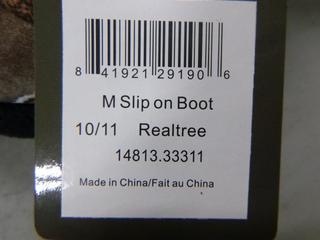 8 41921 29190 6
M Slip on Boot
10/11 Realtree
14813.33311
Made in China/Fait au China